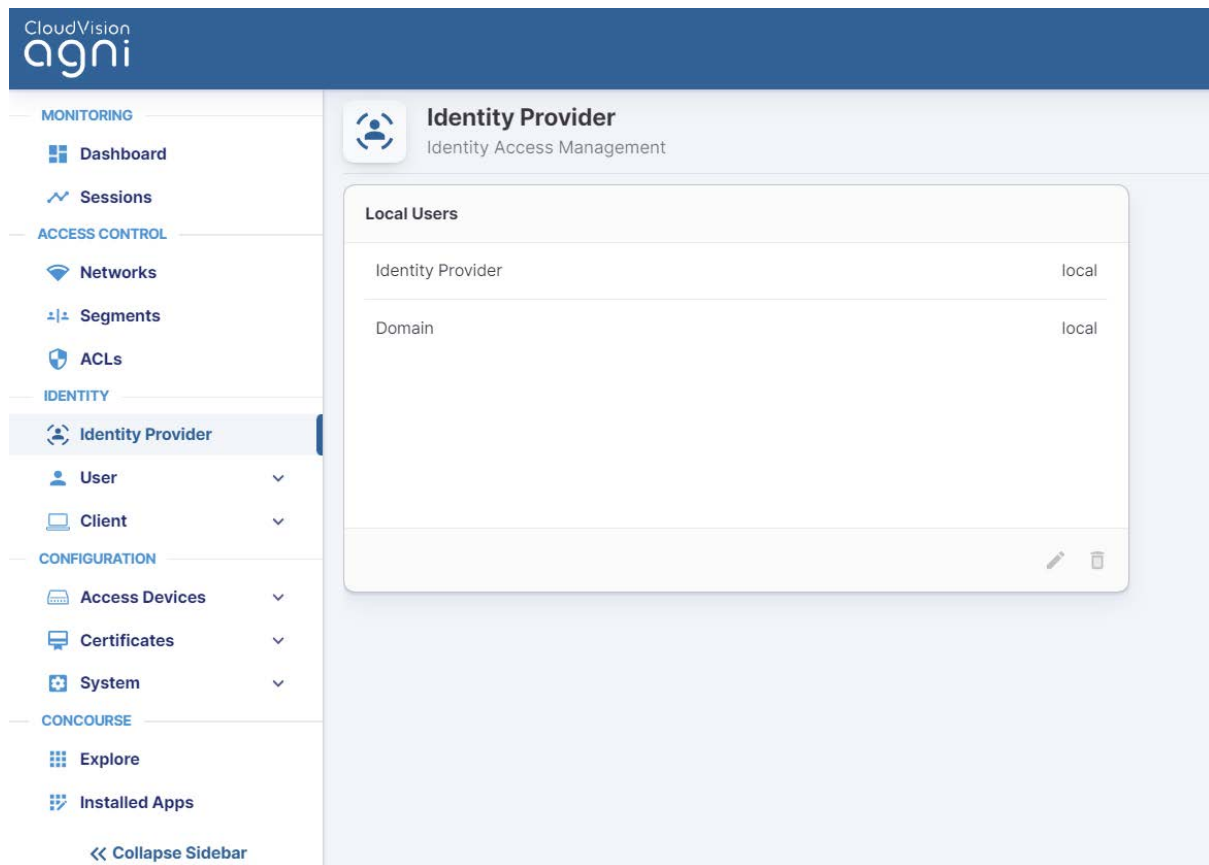 CloudVision
agni
MONITORING
Dashboard
Sessions
ACCESS CONTROL
Networks
Segments
ACLs
IDENTITY
Identity Provider
User
Client
CONFIGURATION
Access Devices
Certificates
System
CONCOURSE
Explore
Installed Apps
Collapse Sidebar
Identity Provider
Identity Access Management
Local Users
Identity Provider local
Domain local